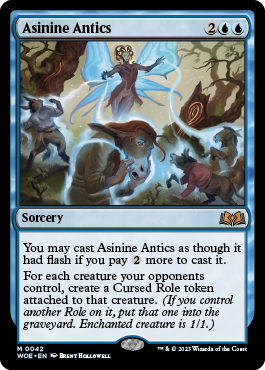 Asinine Antics 2
Sorcery
You may cast Asinine Antics as though it
had flash if you pay 2 more to cast it.
For each creature your opponents
control, create a Cursed Role token
attached to that creature. (If you control
another Role on it, put that one into the
graveyard. Enchanted creature is 1/1.)
M 0042
WOE • EN Brent Hollowell
™ & © 2023 Wizards of the Coast